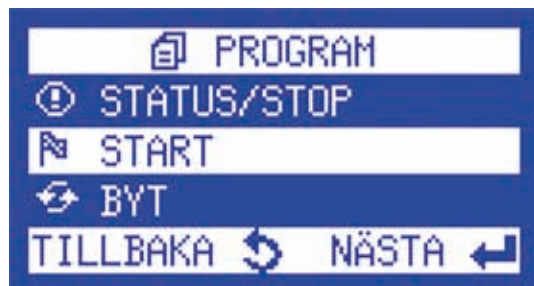 PROGRAM
STATUS/STOP
START
BYT
TILLBAKA NÄSTA